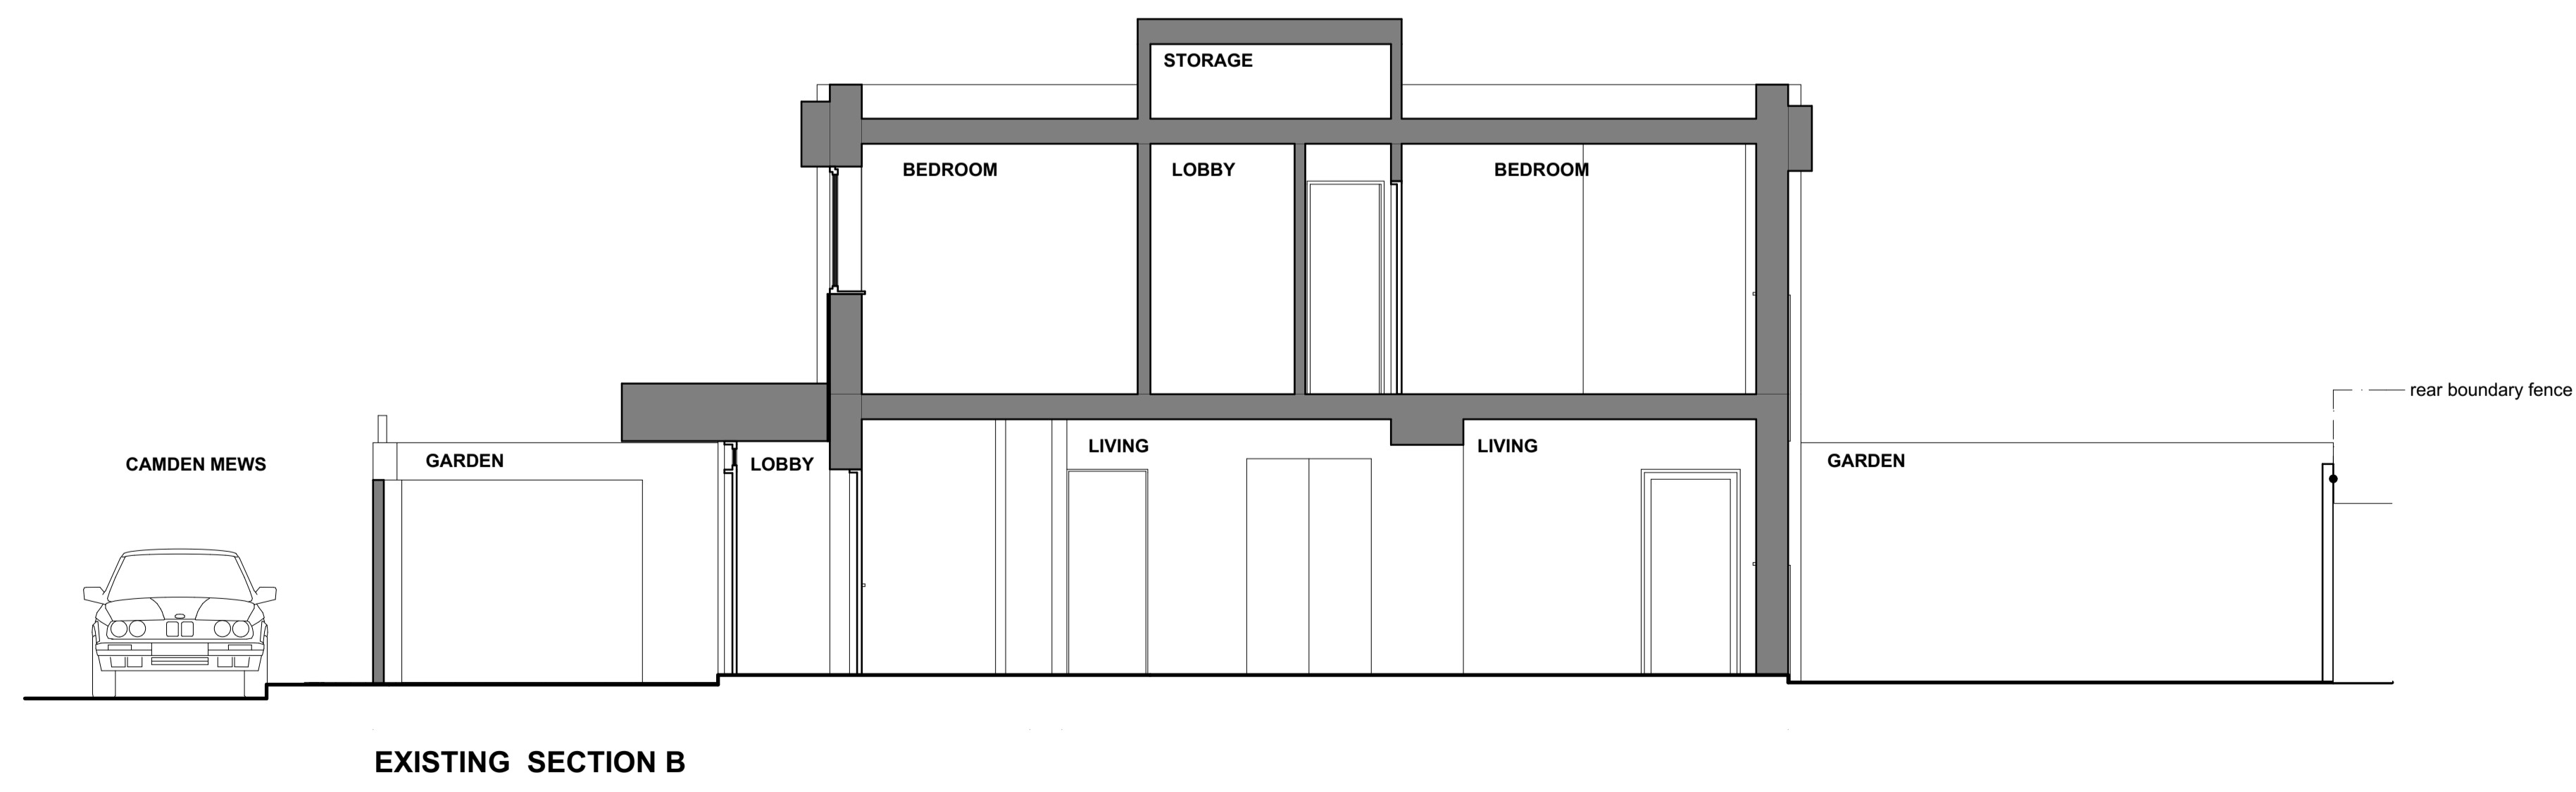 STORAGE
BEDROOM
LOBBY
BEDROOM
rear boundary fence
CAMDEN MEWS
GARDEN
LOBBY
LIVING
LIVING
GARDEN
EXISTING SECTION B